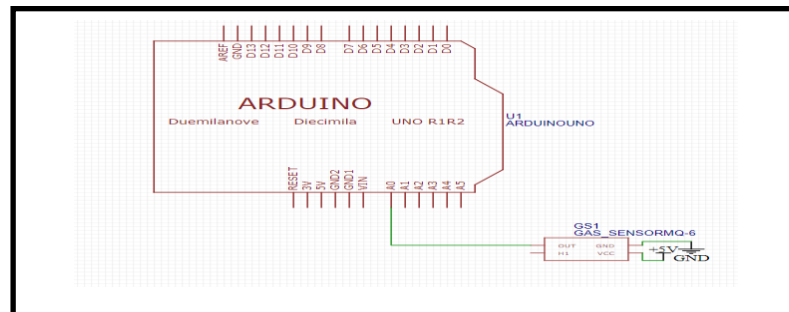 AREF GND D13 D12 D11 D10 D9 D8 D7 D6 D5 D4 D3 D2 D1 D0
ARDUINO
Duemilanove Diecimila UNO R1R2
U1
ARDUINOUNO
RESET 3V 5V GND2 GND1 VIN A0 A1 A2 A3 A4 A5
GS1
GAS_SENSORMQ-6
OUT GND
H1 VCC
+5V
GND